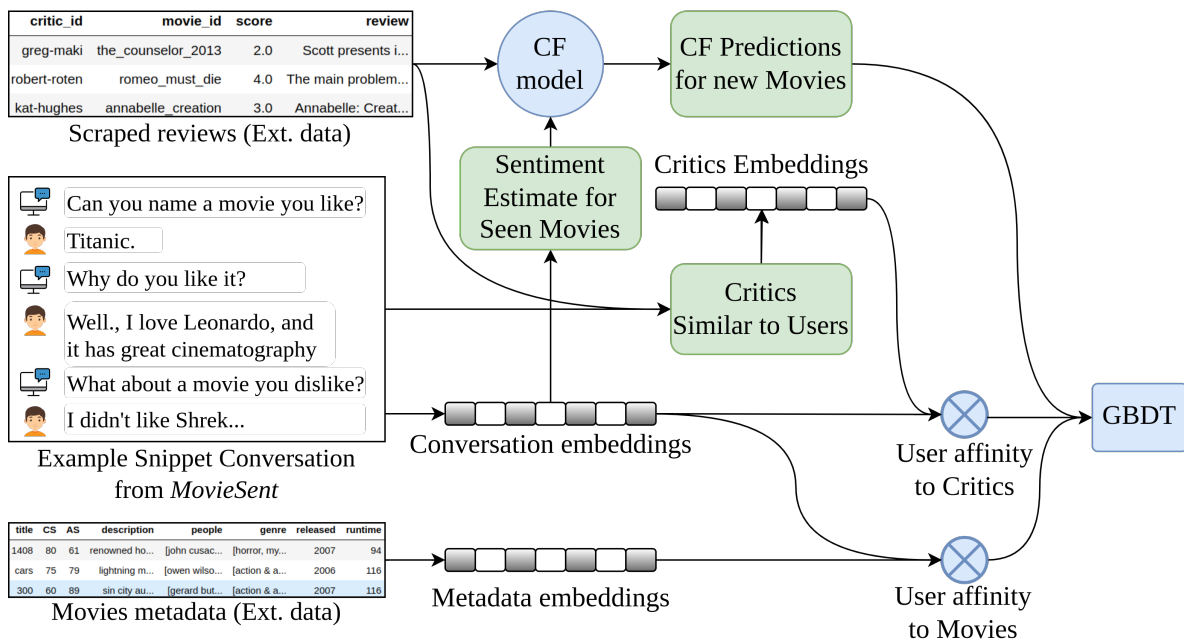 critic_id movie_id score review
greg-maki the_counselor_2013 2.0 Scott presents i...
robert-roten romeo_must_die 4.0 The main problem...
kat-hughes annabelle_creation 3.0 Annabelle: Creat...
Scraped reviews (Ext. data)
CF
model
CF Predictions
for new Movies
Sentiment
Estimate for
Seen Movies
Critics Embeddings
Critics
Similar to Users
Can you name a movie you like?
Titanic.
Why do you like it?
Well., I love Leonardo, and
it has great cinematography
What about a movie you dislike?
I didn't like Shrek...
Example Snippet Conversation
from MovieSent
Conversation embeddings
User affinity
to Critics
GBDT
title CS AS description people genre released runtime
1408 80 61 renowned ho... [john cusac... [horror, my... 2007 94
cars 75 79 lightning m... [owen wilso... [action & a... 2006 116
300 60 89 sin city au... [gerard but... [action & a... 2007 116
Movies metadata (Ext. data)
Metadata embeddings
User affinity
to Movies